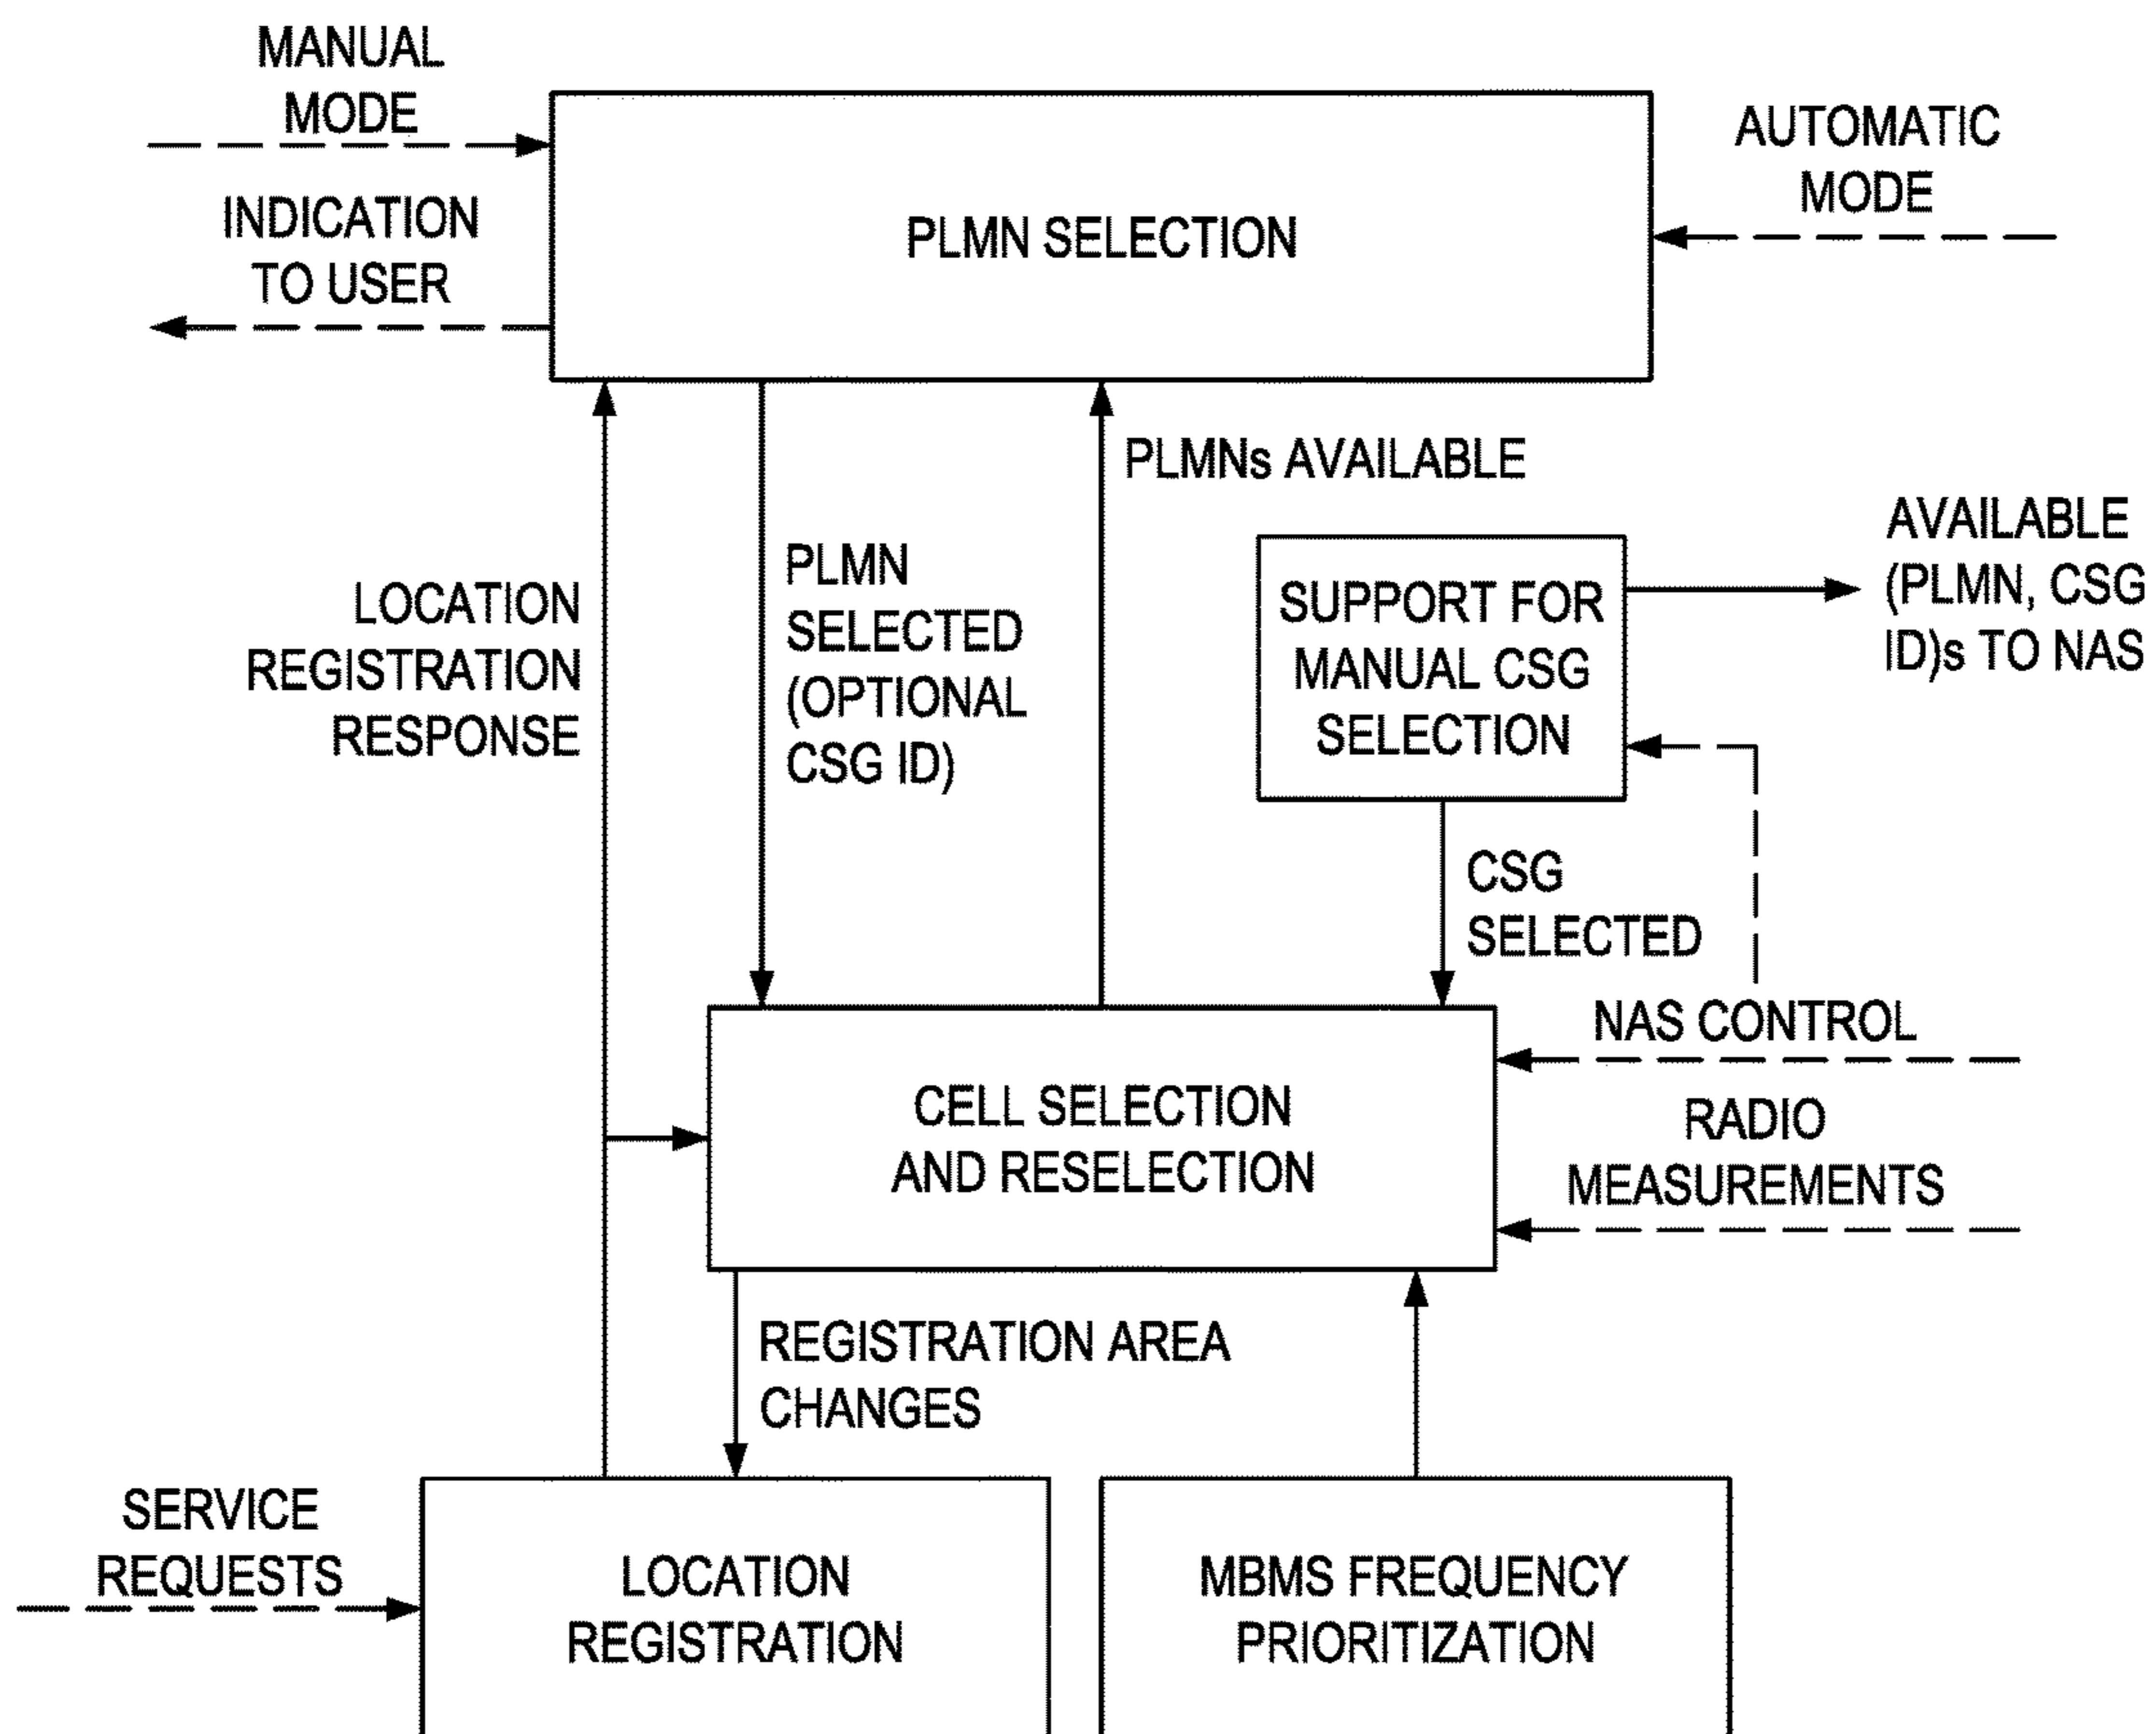 MANUAL
MODE
AUTOMATIC
MODE
INDICATION
TO USER
PLMN SELECTION
PLMNs AVAILABLE
LOCATION
REGISTRATION
RESPONSE
PLMN
SELECTED
(OPTIONAL
CSG ID)
SUPPORT FOR
MANUAL CSG
SELECTION
AVAILABLE
(PLMN, CSG
ID)s TO NAS
CSG
SELECTED
NAS CONTROL
CELL SELECTION
AND RESELECTION
RADIO
MEASUREMENTS
REGISTRATION AREA
CHANGES
SERVICE
REQUESTS
LOCATION
REGISTRATION
MBMS FREQUENCY
PRIORITIZATION